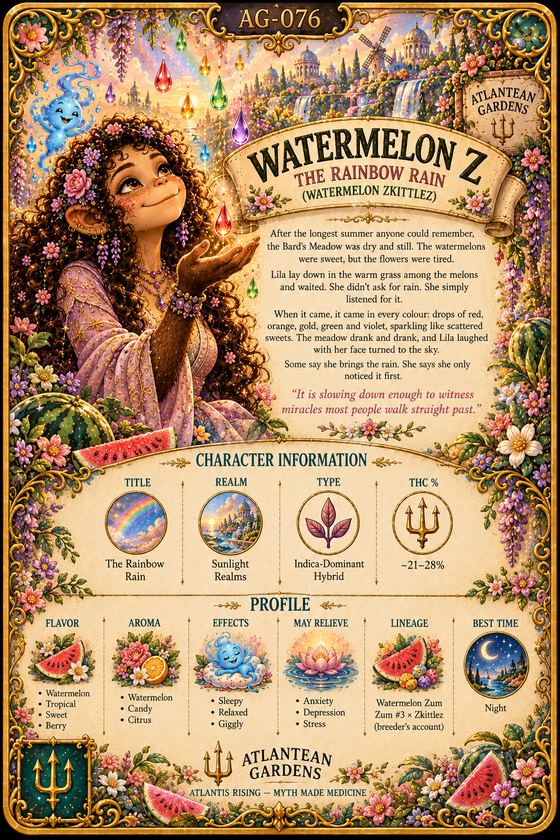 AG-076
ATLANTEAN
GARDENS
WATERMELON Z
THE RAINBOW RAIN
(WATERMELON ZKITTLEZ)
After the longest summer anyone could remember,
the Bard's Meadow was dry and still. The watermelons
were sweet, but the flowers were tired.
Lila lay down in the warm grass among the melons
and waited. She didn't ask for rain. She simply
listened for it.
When it came, it came in every colour: drops of red,
orange, gold, green and violet, sparkling like scattered
sweets. The meadow drank and drank, and Lila laughed
with her face turned to the sky.
Some say she brings the rain. She says she only
noticed it first.
"It is slowing down enough to witness
miracles most people walk straight past."
CHARACTER INFORMATION
TITLE
The Rainbow
Rain
REALM
Sunlight
Realms
TYPE
Indica-Dominant
Hybrid
THC %
~21–28%
PROFILE
FLAVOR
• Watermelon
• Tropical
• Sweet
• Berry
AROMA
• Watermelon
• Candy
• Citrus
EFFECTS
• Sleepy
• Relaxed
• Giggly
MAY RELIEVE
• Anxiety
• Depression
• Stress
LINEAGE
Watermelon Zum
Zum #3 × Zkittlez
(breeder's account)
BEST TIME
Night
ATLANTEAN
GARDENS
ATLANTIS RISING — MYTH MADE MEDICINE